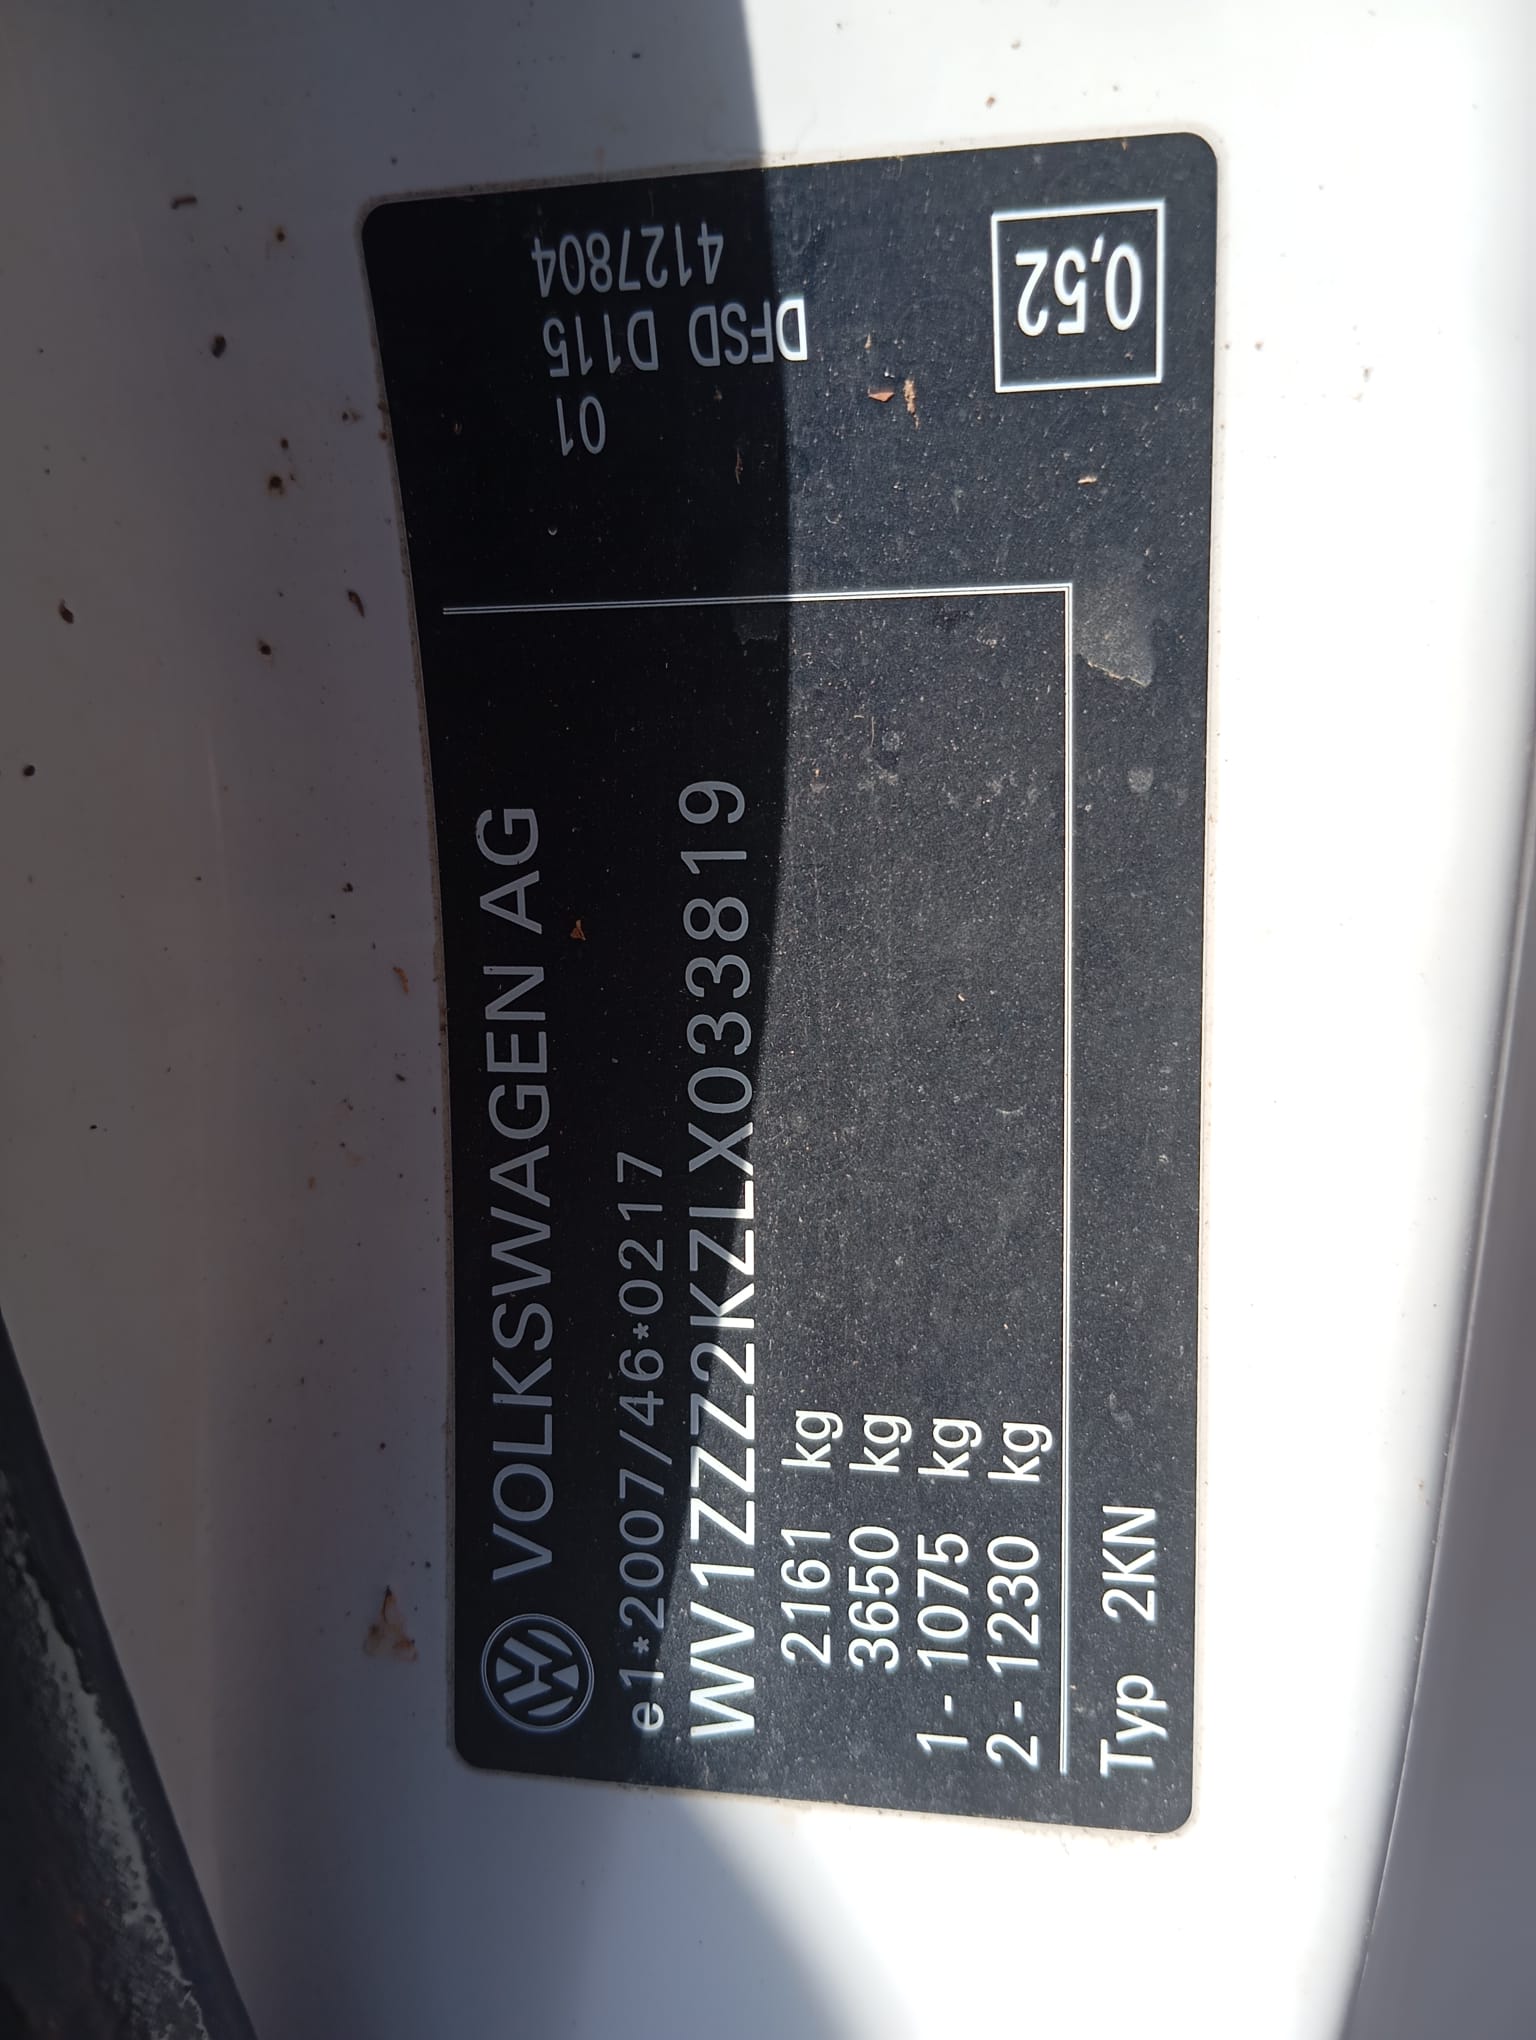 VOLKSWAGEN AG
e1*2007/46*0217
WV1ZZZ2KZLX033819
2161 kg
3650 kg
1 - 1075 kg
2 - 1230 kg
Typ 2KN
4127804
DFSD D115
01
0,52